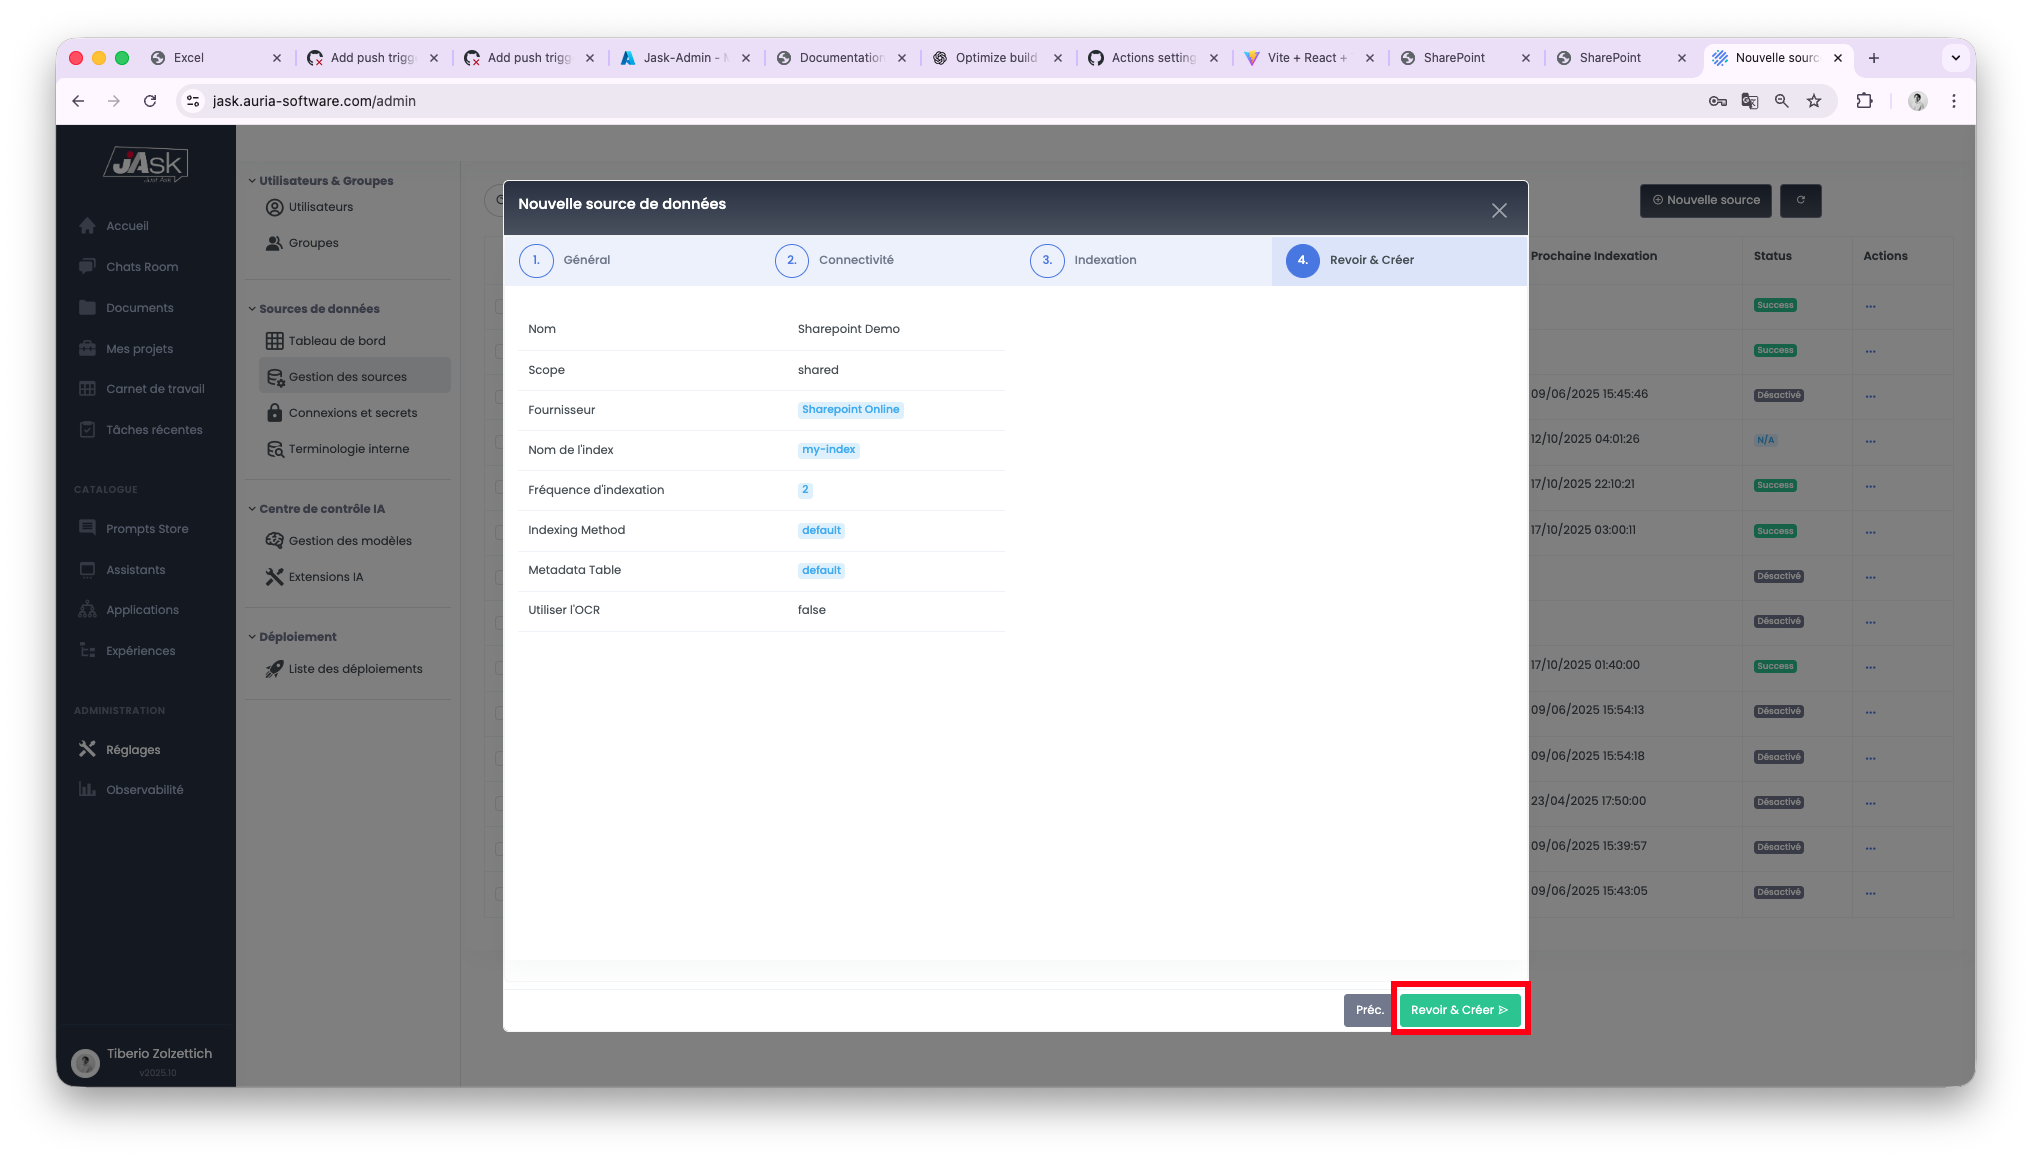 Excel
Add push trigg
Add push trigg
Jask-Admin -
Documentation
Optimize build
Actions setting
Vite + React +
SharePoint
SharePoint
Nouvelle sourc
jask.auria-software.com/admin
jAsk
Just Ask
Accueil
Chats Room
Documents
Mes projets
Carnet de travail
Tâches récentes
CATALOGUE
Prompts Store
Assistants
Applications
Expériences
ADMINISTRATION
Réglages
Observabilité
Tiberio Zolzettich
v2025.10
Utilisateurs & Groupes
Utilisateurs
Groupes
Sources de données
Tableau de bord
Gestion des sources
Connexions et secrets
Terminologie interne
Centre de contrôle IA
Gestion des modèles
Extensions IA
Déploiement
Liste des déploiements
Nouvelle source de données
1. Général
2. Connectivité
3. Indexation
4. Revoir & Créer
Nom Sharepoint Demo
Scope shared
Fournisseur Sharepoint Online
Nom de l'index my-index
Fréquence d'indexation 2
Indexing Method default
Metadata Table default
Utiliser l'OCR false
Préc.
Revoir & Créer
Nouvelle source
Prochaine Indexation Status Actions
Success ...
Success ...
09/06/2025 15:45:46 Désactivé ...
12/10/2025 04:01:26 N/A ...
17/10/2025 22:10:21 Success ...
17/10/2025 03:00:11 Success ...
Désactivé ...
Désactivé ...
17/10/2025 01:40:00 Success ...
09/06/2025 15:54:13 Désactivé ...
09/06/2025 15:54:18 Désactivé ...
23/04/2025 17:50:00 Désactivé ...
09/06/2025 15:39:57 Désactivé ...
09/06/2025 15:43:05 Désactivé ...